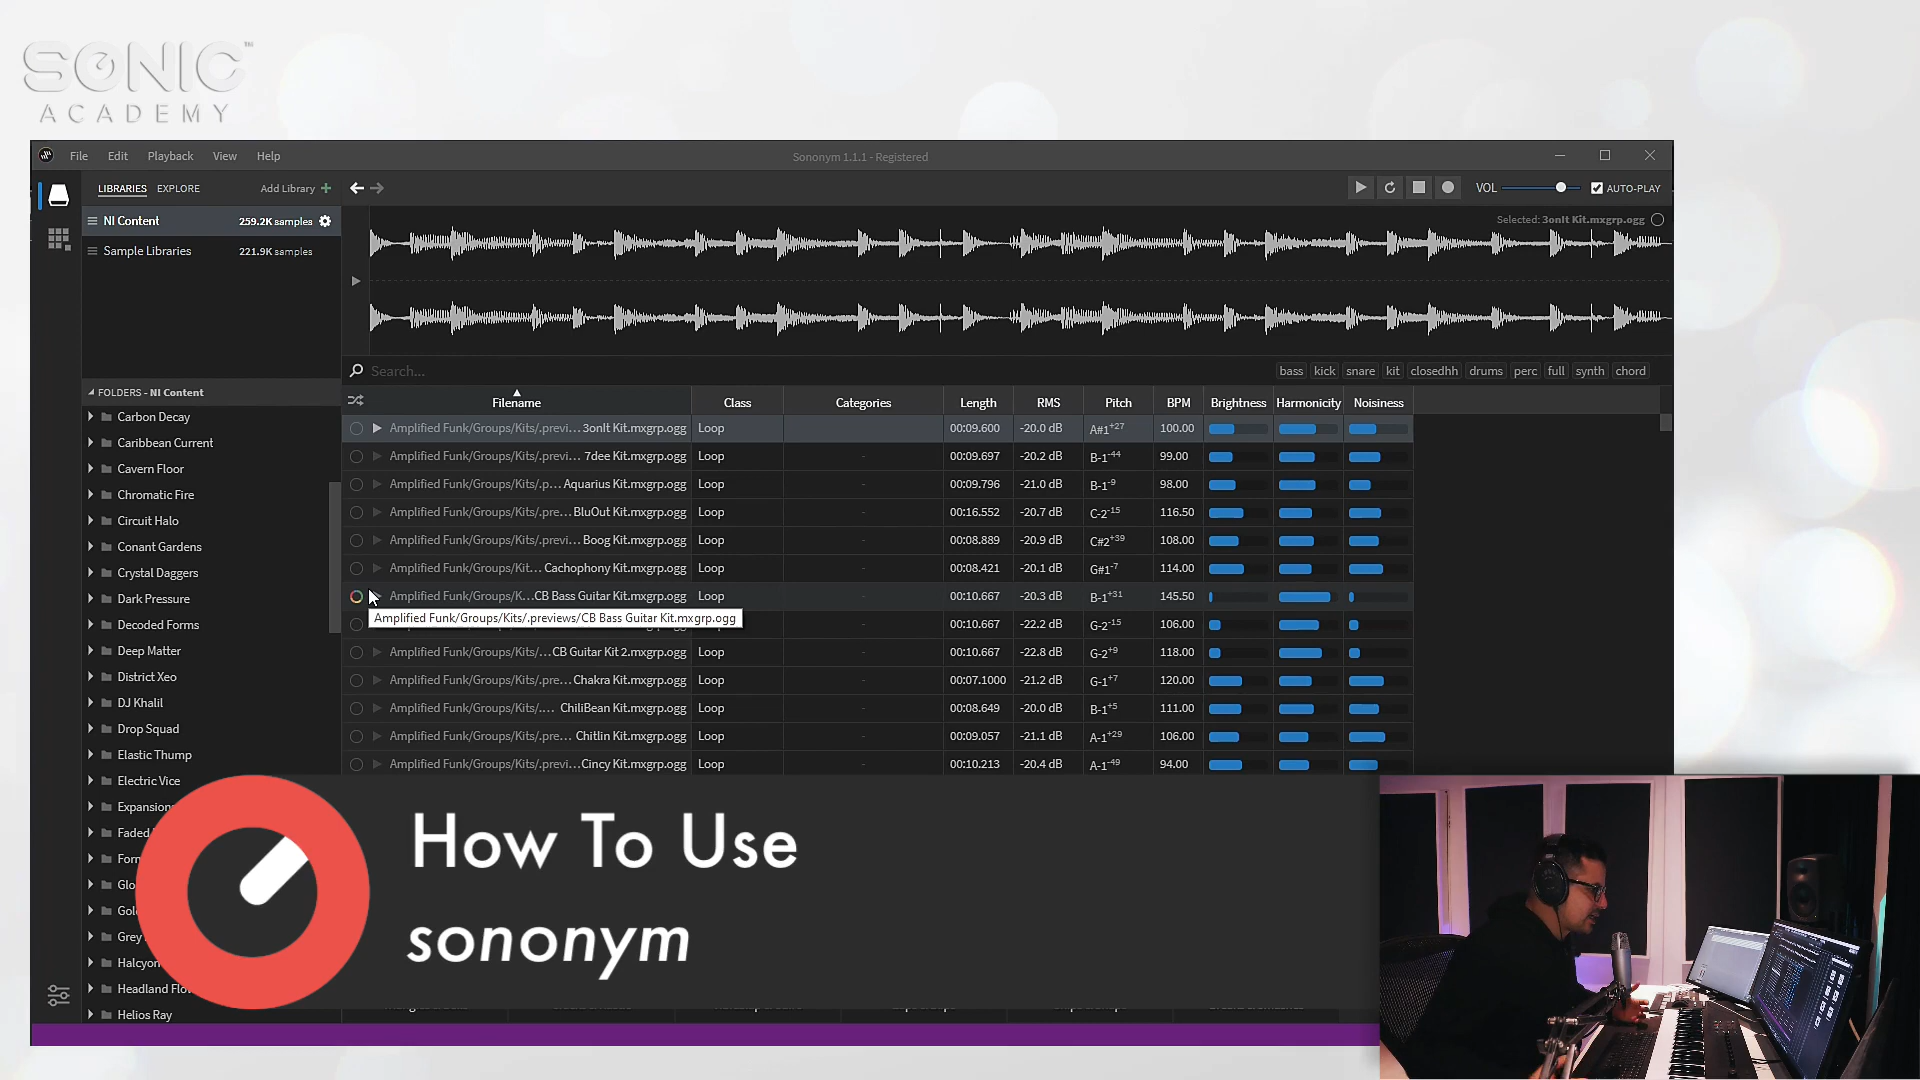 SONIC™
ACADEMY
File Edit Playback View Help
Sononym 1.1.1 - Registered
LIBRARIES EXPLORE Add Library +
VOL AUTO-PLAY
NI Content 259.2K samples
Selected: 3onIt Kit.mxgrp.ogg
Sample Libraries 221.9K samples
Search...
bass kick snare kit closedhh drums perc full synth chord
FOLDERS - NI Content
Carbon Decay
Caribbean Current
Cavern Floor
Chromatic Fire
Circuit Halo
Conant Gardens
Crystal Daggers
Dark Pressure
Decoded Forms
Deep Matter
District Xeo
DJ Khalil
Drop Squad
Elastic Thump
Electric Vice
Expansions
Faded
Gol
Grey
Halcyon
Headland Flo
Helios Ray
Filename Class Categories Length RMS Pitch BPM Brightness Harmonicity Noisiness
Amplified Funk/Groups/Kits/.previ... 3onIt Kit.mxgrp.ogg Loop 00:09.600 -20.0 dB A#1+27 100.00
Amplified Funk/Groups/Kits/.previ... 7dee Kit.mxgrp.ogg Loop - 00:09.697 -20.2 dB B-1-44 99.00
Amplified Funk/Groups/Kits/.p... Aquarius Kit.mxgrp.ogg Loop - 00:09.796 -21.0 dB B-1-9 98.00
Amplified Funk/Groups/Kits/.pre... BluOut Kit.mxgrp.ogg Loop - 00:16.552 -20.7 dB C-2-15 116.50
Amplified Funk/Groups/Kits/.previ... Boog Kit.mxgrp.ogg Loop - 00:08.889 -20.9 dB C#2+39 108.00
Amplified Funk/Groups/Kit... Cachophony Kit.mxgrp.ogg Loop - 00:08.421 -20.1 dB G#1-7 114.00
Amplified Funk/Groups/K...CB Bass Guitar Kit.mxgrp.ogg Loop - 00:10.667 -20.3 dB B-1+31 145.50
Amplified Funk/Groups/Kits/.previews/CB Bass Guitar Kit.mxgrp.ogg
Loop - 00:10.667 -22.2 dB G-2-15 106.00
Amplified Funk/Groups/Kits/...CB Guitar Kit 2.mxgrp.ogg Loop - 00:10.667 -22.8 dB G-2+9 118.00
Amplified Funk/Groups/Kits/.pre... Chakra Kit.mxgrp.ogg Loop - 00:07.1000 -21.2 dB G-1+7 120.00
Amplified Funk/Groups/Kits/.... ChiliBean Kit.mxgrp.ogg Loop - 00:08.649 -20.0 dB B-1+5 111.00
Amplified Funk/Groups/Kits/.pre... Chitlin Kit.mxgrp.ogg Loop - 00:09.057 -21.1 dB A-1+29 106.00
Amplified Funk/Groups/Kits/.previ...Cincy Kit.mxgrp.ogg Loop - 00:10.213 -20.4 dB A-1-49 94.00
How To Use
sononym